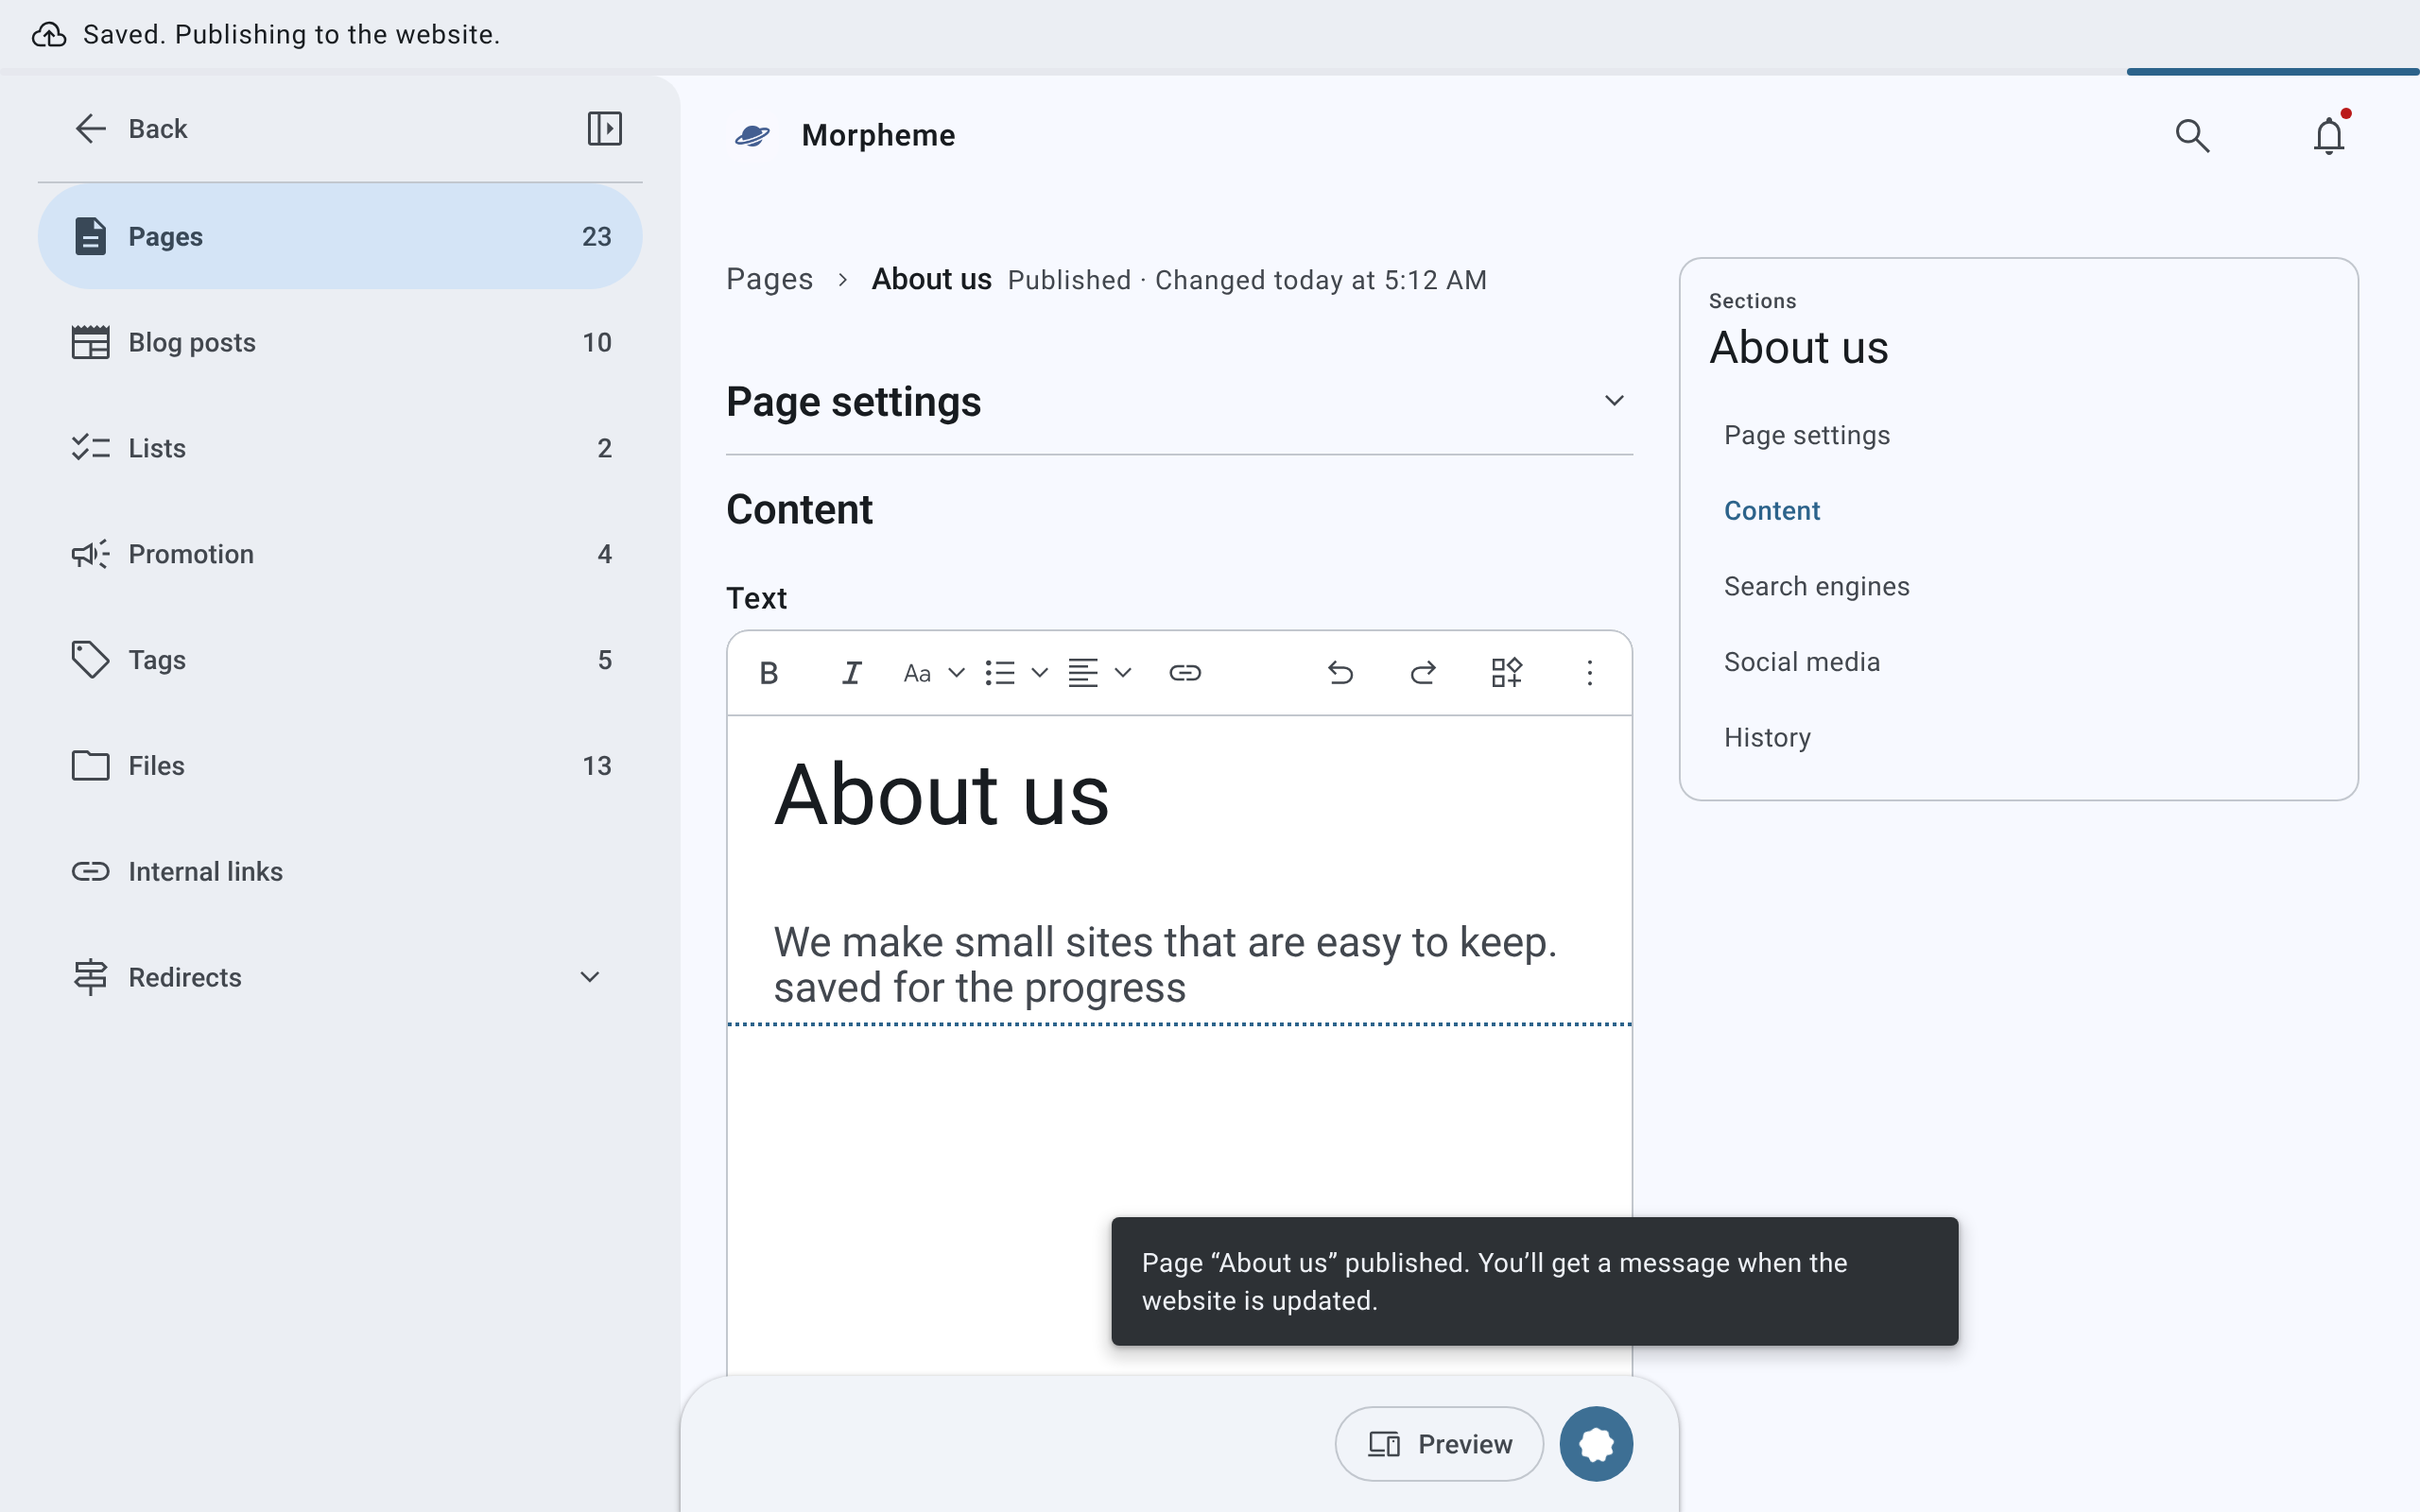 Saved. Publishing to the website.
Back
Pages 23
Blog posts 10
Lists 2
Promotion 4
Tags 5
Files 13
Internal links
Redirects
Morpheme
Pages › About us Published · Changed today at 5:12 AM
Page settings
Content
Text
B I Aa
About us
We make small sites that are easy to keep.
saved for the progress
Sections
About us
Page settings
Content
Search engines
Social media
History
Page “About us” published. You’ll get a message when the
website is updated.
Preview